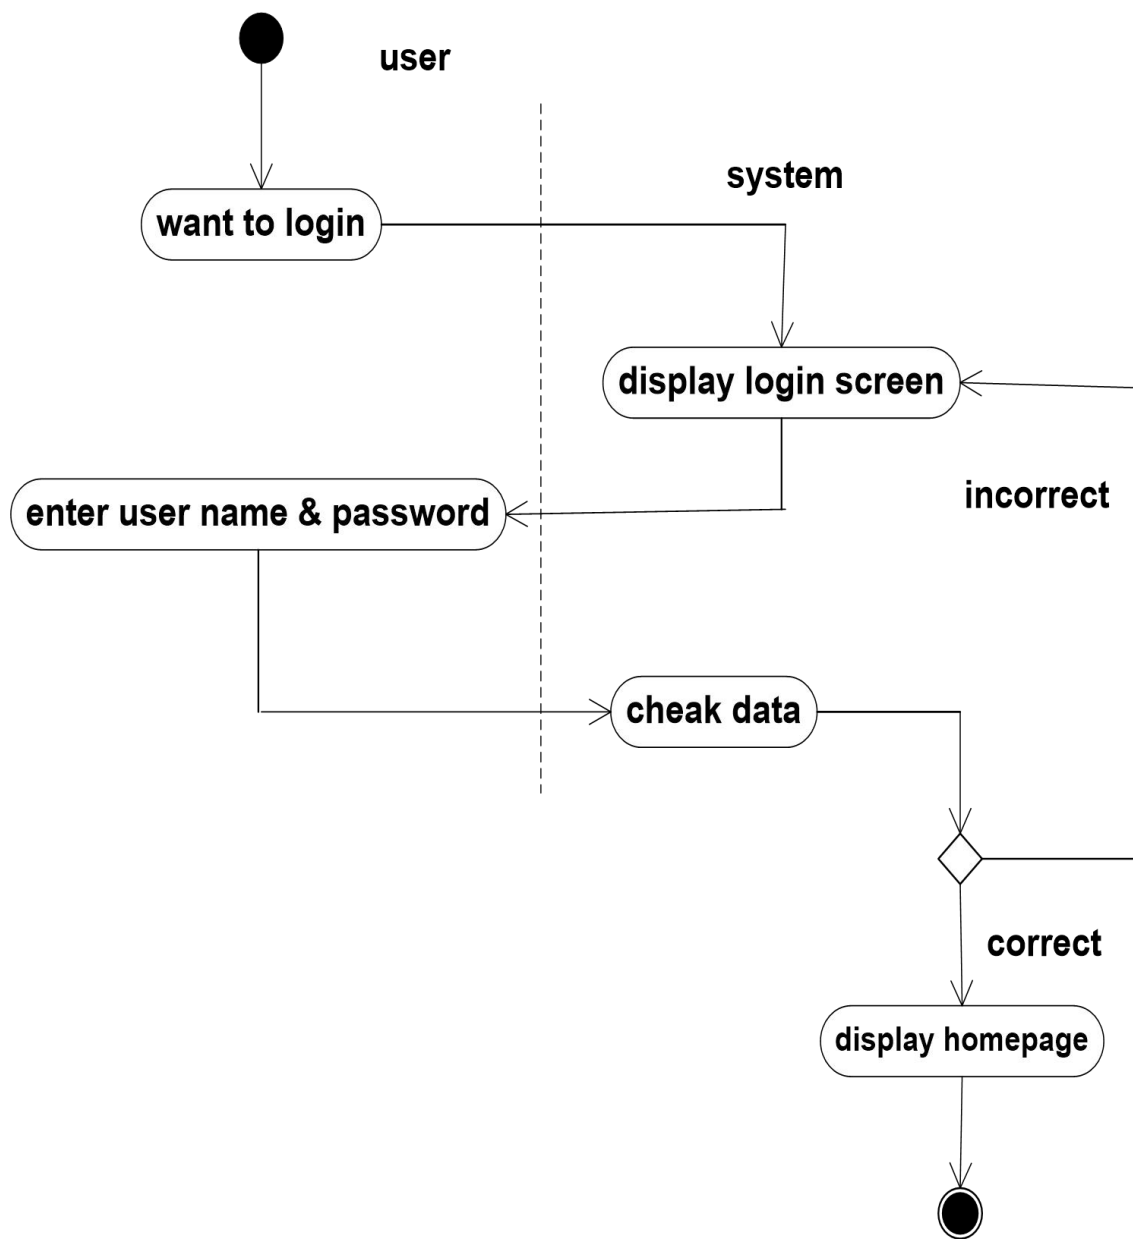 user
system
want to login
display login screen
incorrect
enter user name & password
cheak data
correct
display homepage